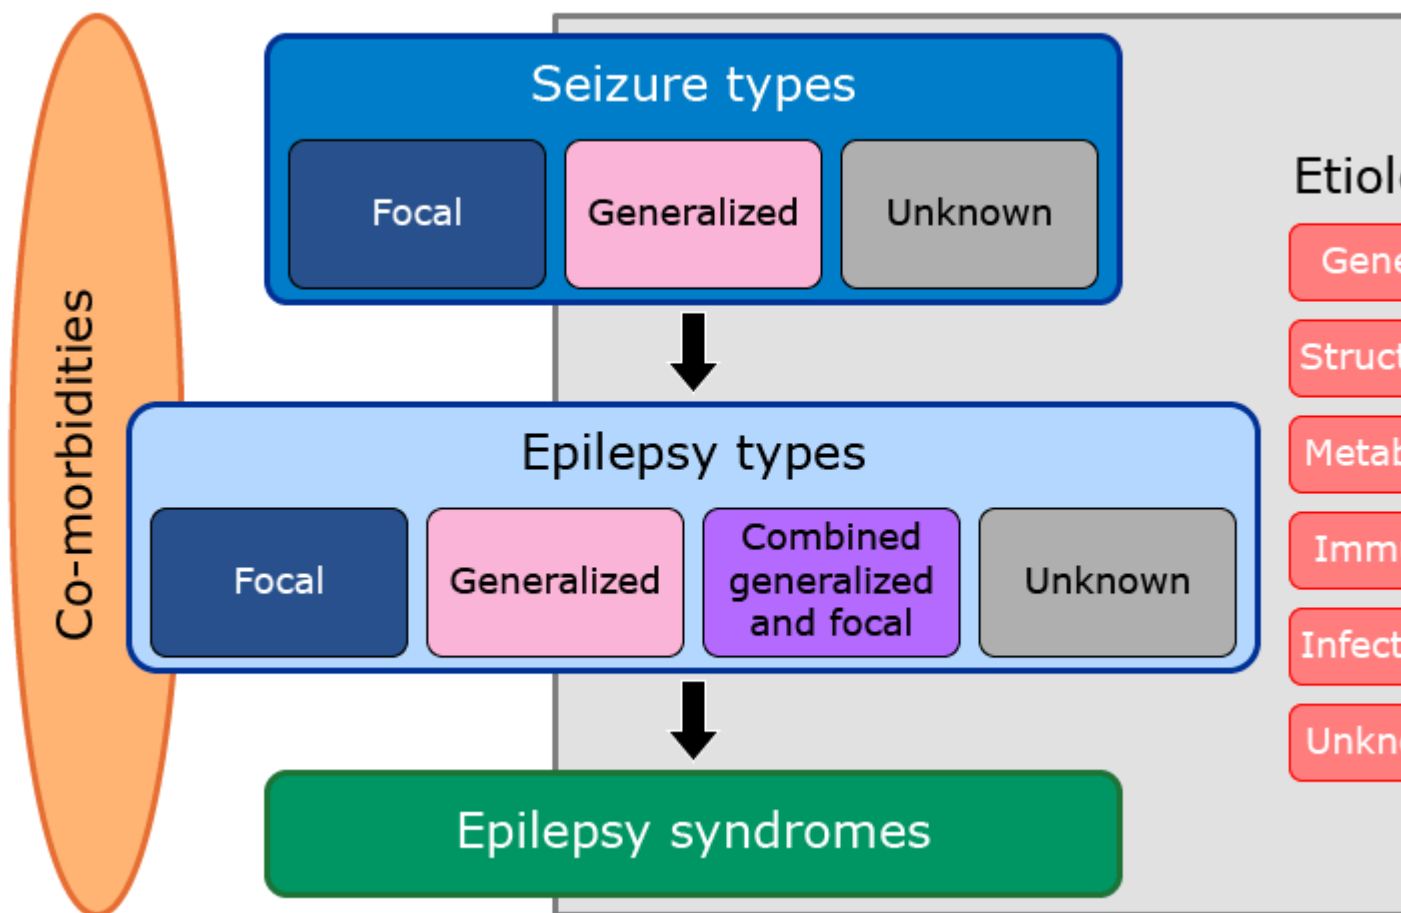 Seizure types
Focal
Generalized
Unknown
Co-morbidities
Epilepsy types
Focal
Generalized
Combined
generalized
and focal
Unknown
Epilepsy syndromes